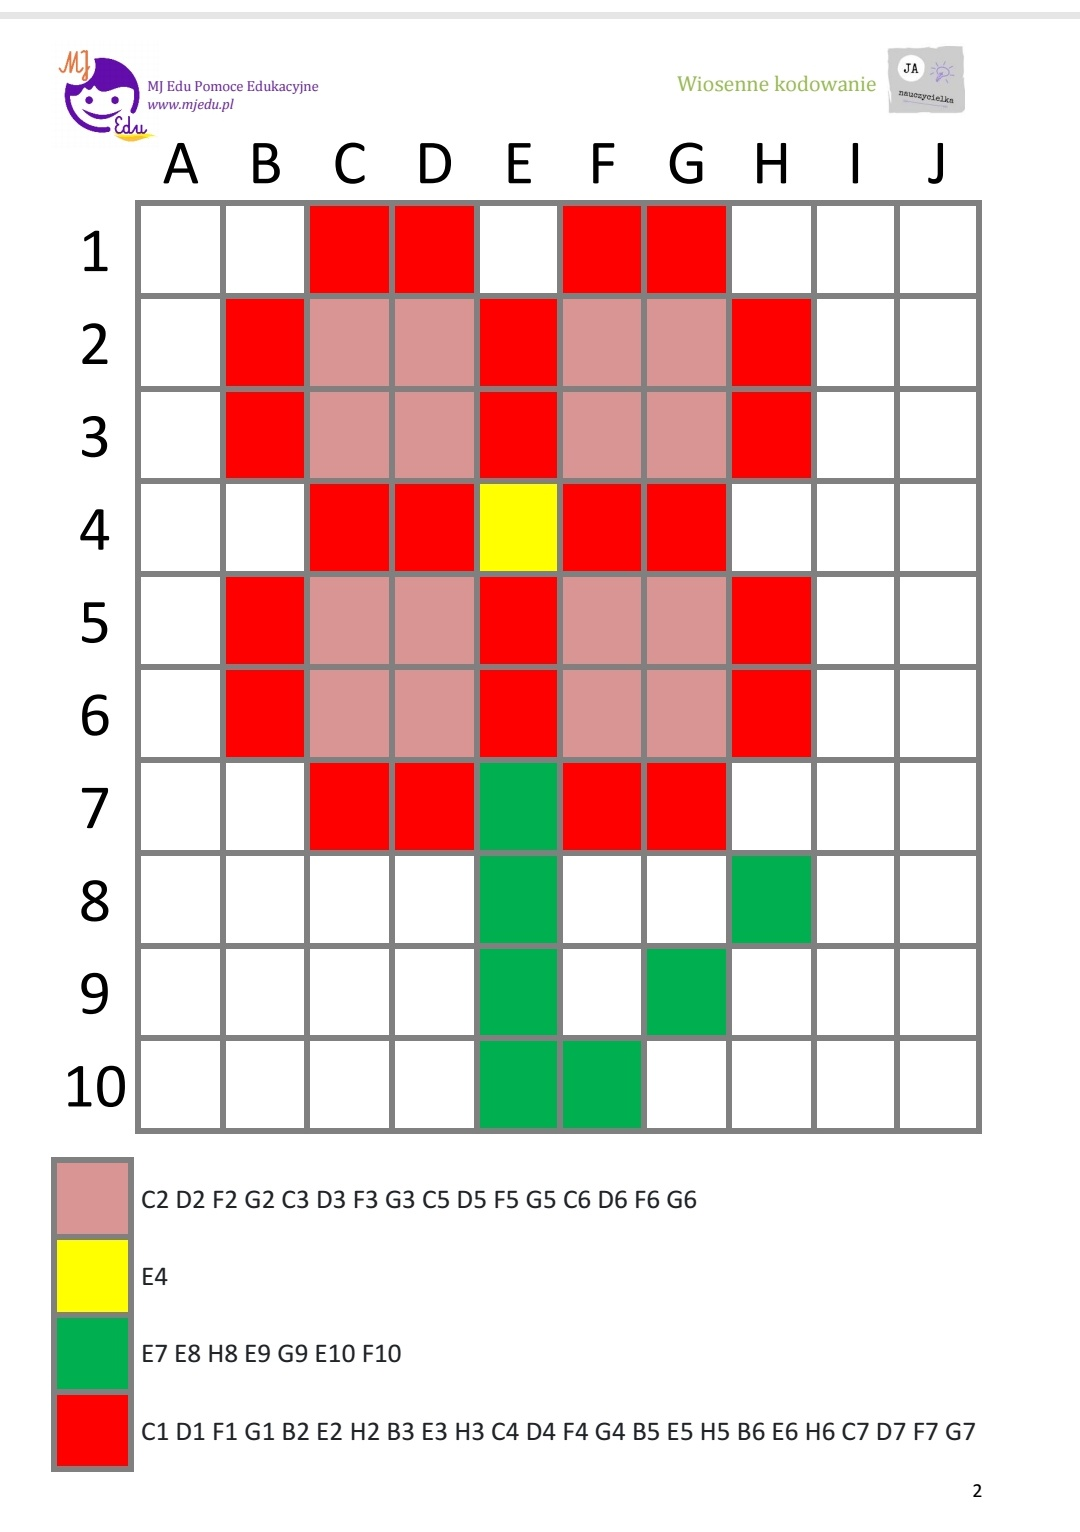 MJ
Edu
MJ Edu Pomoce Edukacyjne
www.mjedu.pl
Wiosenne kodowanie
JA
nauczycielka
A B C D E F G H I J
1
2
3
4
5
6
7
8
9
10
C2 D2 F2 G2 C3 D3 F3 G3 C5 D5 F5 G5 C6 D6 F6 G6
E4
E7 E8 H8 E9 G9 E10 F10
C1 D1 F1 G1 B2 E2 H2 B3 E3 H3 C4 D4 F4 G4 B5 E5 H5 B6 E6 H6 C7 D7 F7 G7
2